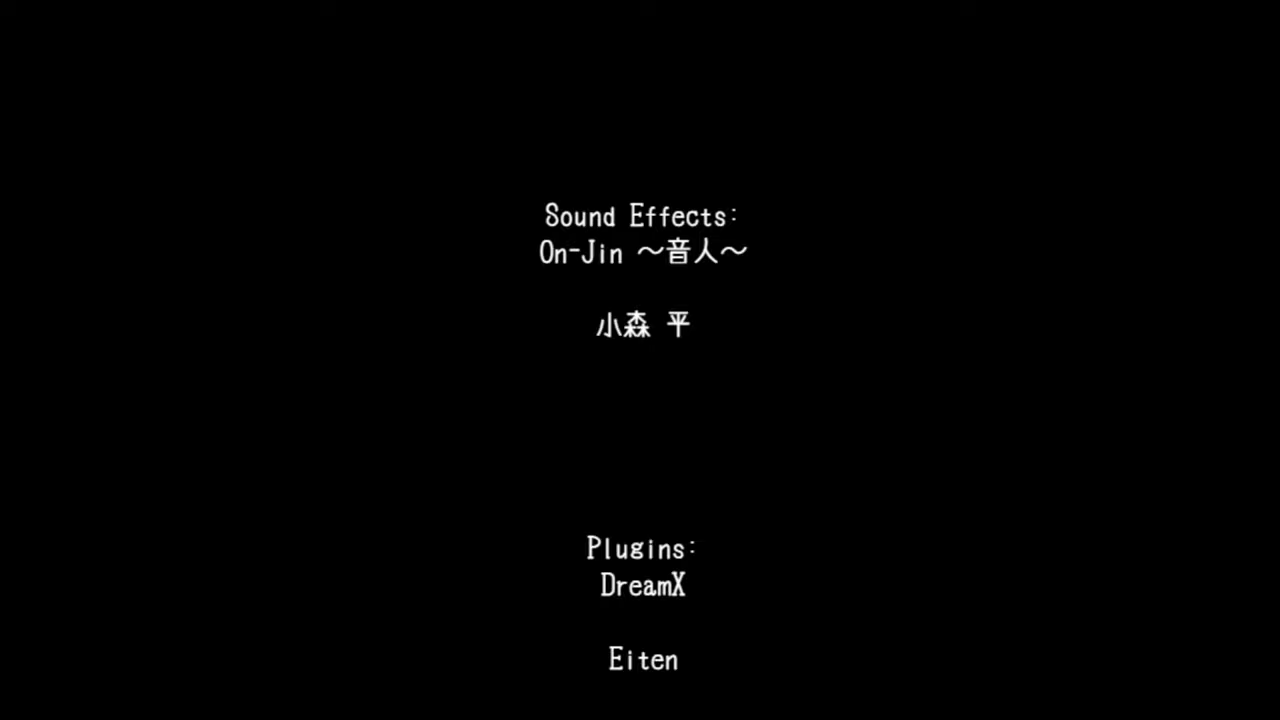 Sound Effects:
On-Jin ～音人～
小森 平
Plugins:
DreamX
Eiten